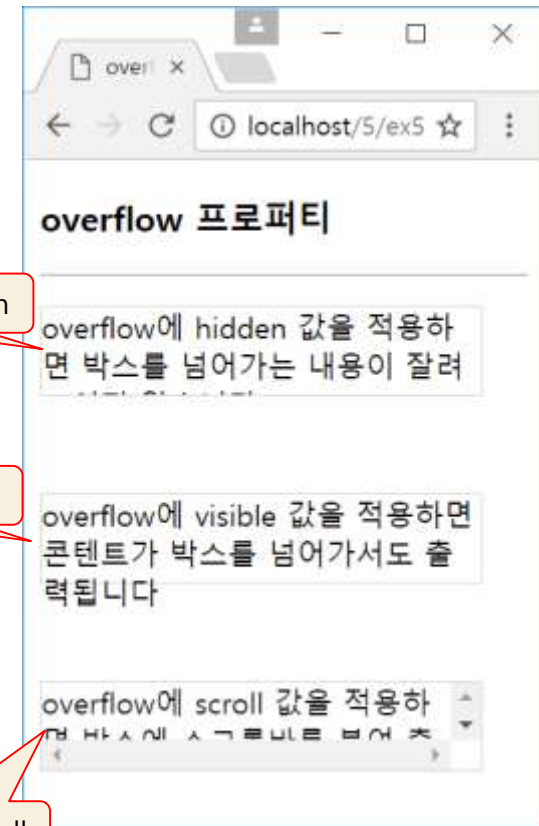 over
localhost/5/ex5
overflow 프로퍼티
overflow에 hidden 값을 적용하
면 박스를 넘어가는 내용이 잘려
overflow에 visible 값을 적용하면
콘텐트가 박스를 넘어가서도 출
력됩니다
overflow에 scroll 값을 적용하